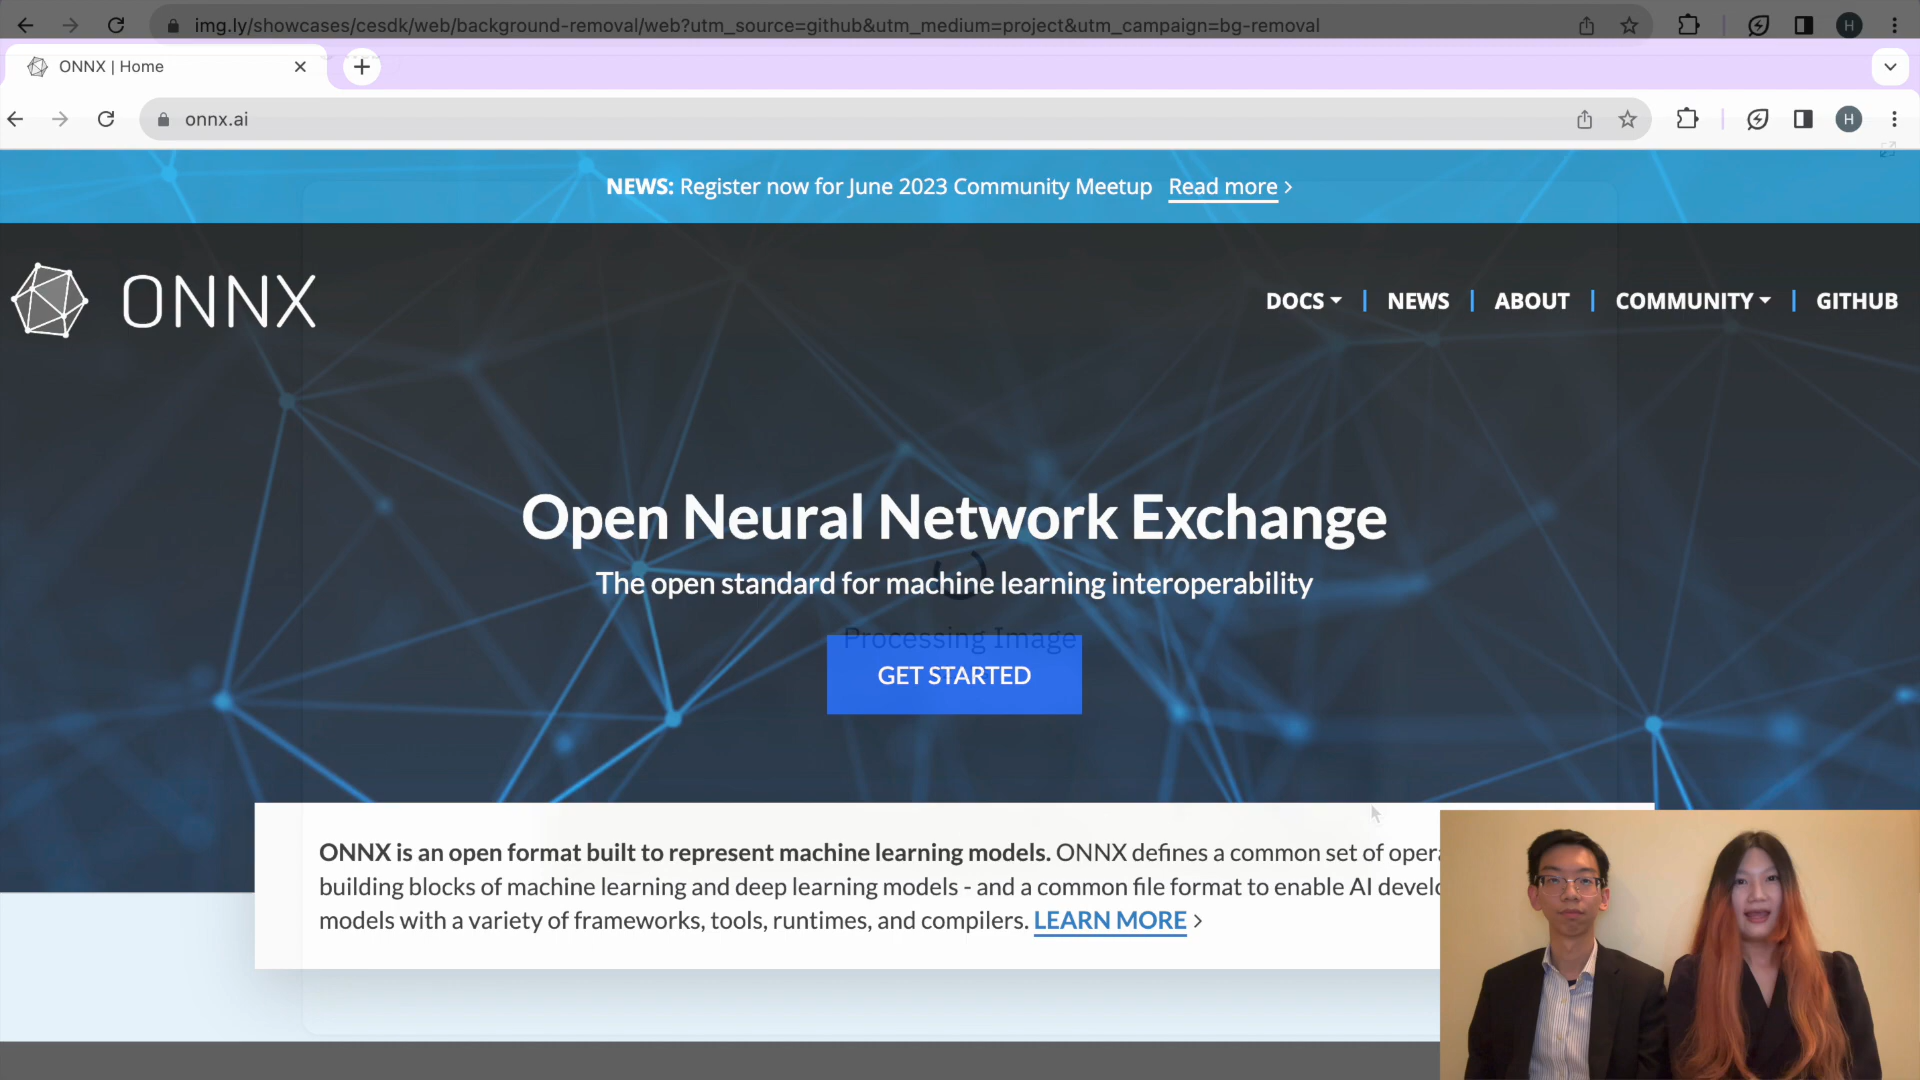 img.ly/showcases/cesdk/web/background-removal/web?utm_source=github&utm_medium=project&utm_campaign=bg-removal
H
ONNX | Home
onnx.ai
H
NEWS: Register now for June 2023 Community Meetup Read more >
ONNX
DOCS
NEWS
ABOUT
COMMUNITY
GITHUB
Open Neural Network Exchange
The open standard for machine learning interoperability
Processing Image
GET STARTED
ONNX is an open format built to represent machine learning models. ONNX defines a common set of opera
building blocks of machine learning and deep learning models - and a common file format to enable AI develo
models with a variety of frameworks, tools, runtimes, and compilers. LEARN MORE >